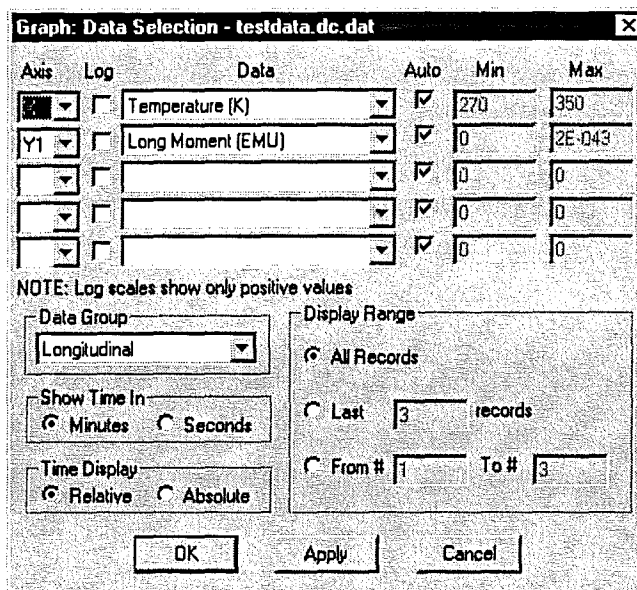 Graph: Data Selection - testdata.dc.dat
Axis Log Data Auto Min Max
Temperature (K) 270 350
Y1 Long Moment (EMU) 0 2E-043
0 0
0 0
0 0
NOTE: Log scales show only positive values
Data Group
Longitudinal
Show Time In
Minutes Seconds
Time Display
Relative Absolute
Display Range
All Records
Last 3 records
From # 1 To # 3
OK Apply Cancel